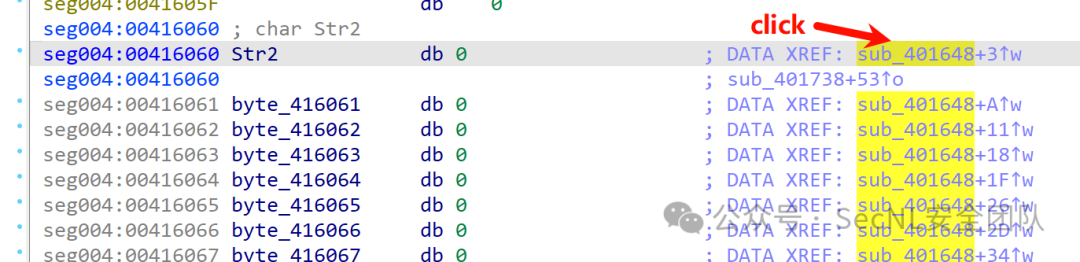 seg004:0041605F db 0
click
seg004:00416060 ; char Str2
seg004:00416060 Str2 db 0 ; DATA XREF: sub_401648+3↑w
seg004:00416060 ; sub_401738+53↑o
seg004:00416061 byte_416061 db 0 ; DATA XREF: sub_401648+A↑w
seg004:00416062 byte_416062 db 0 ; DATA XREF: sub_401648+11↑w
seg004:00416063 byte_416063 db 0 ; DATA XREF: sub_401648+18↑w
seg004:00416064 byte_416064 db 0 ; DATA XREF: sub_401648+1F↑w
seg004:00416065 byte_416065 db 0 ; DATA XREF: sub_401648+26↑w
公众号 · SecNL安全团队
seg004:00416066 byte_416066 db 0 ; DATA XREF: sub_401648+2D↑w
seg004:00416067 byte_416067 db 0 ; DATA XREF: sub_401648+34↑w